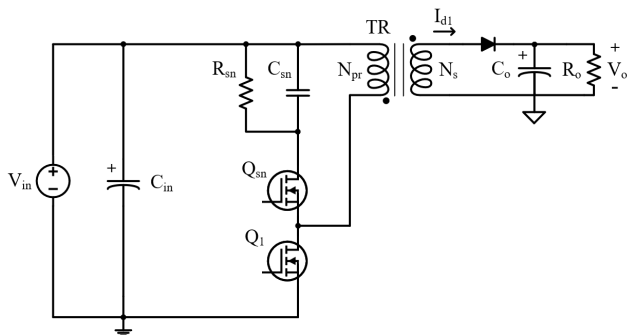 TR
I_d1
R_sn
C_sn
N_pr
N_s
+
C_o
R_o
+
V_o
-
V_in
+
-
+
C_in
Q_sn
Q_1